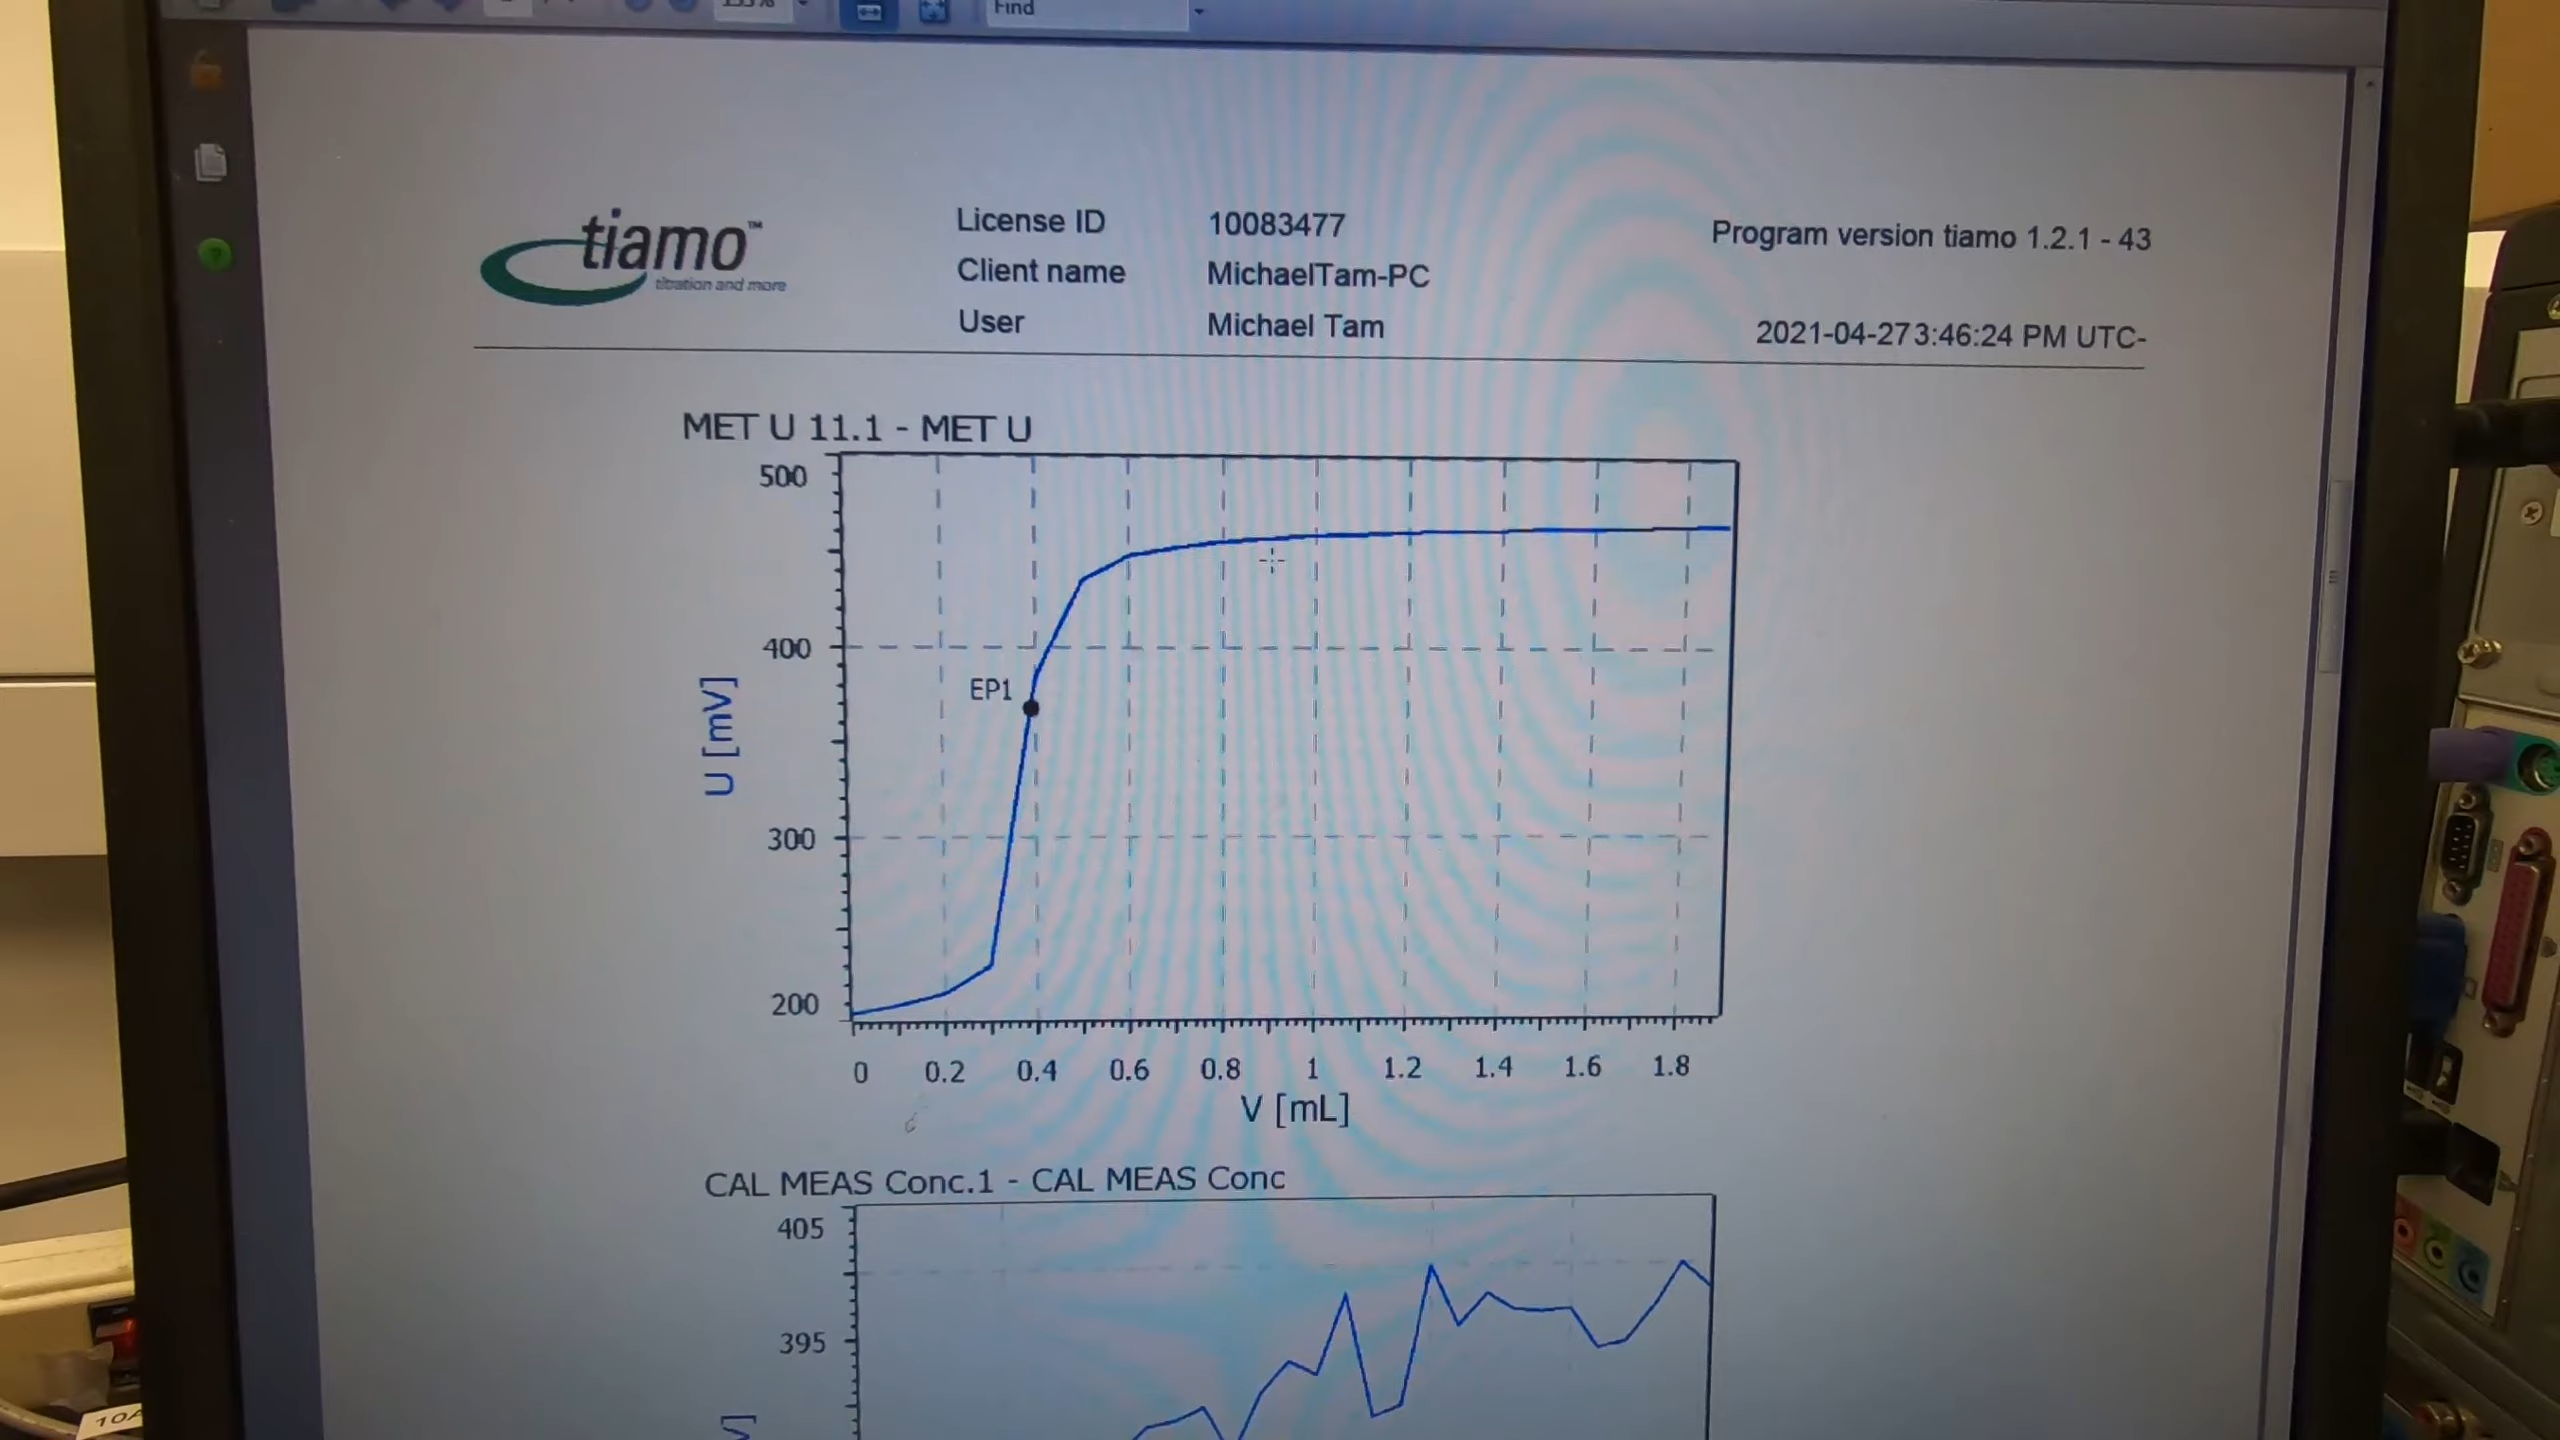 Find
tiamo™
titration and more
License ID 10083477
Client name MichaelTam-PC
User Michael Tam
Program version tiamo 1.2.1 - 43
2021-04-27 3:46:24 PM UTC-
MET U 11.1 - MET U
500
400
300
200
U [mV]
EP1
0 0.2 0.4 0.6 0.8 1 1.2 1.4 1.6 1.8
V [mL]
CAL MEAS Conc.1 - CAL MEAS Conc
405
395
10A